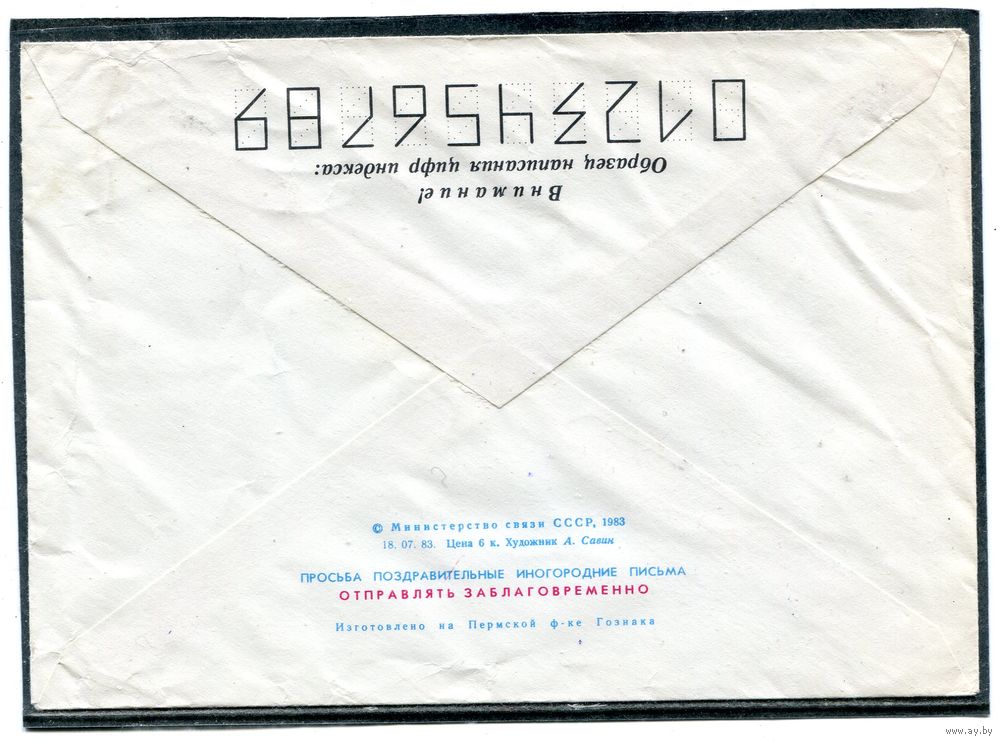 Внимание!
Образец написания цифр индекса:
0123456789
© Министерство связи СССР, 1983
18. 07. 83. Цена 6 к. Художник А. Савин
ПРОСЬБА ПОЗДРАВИТЕЛЬНЫЕ ИНОГОРОДНИЕ ПИСЬМА
ОТПРАВЛЯТЬ ЗАБЛАГОВРЕМЕННО
Изготовлено на Пермской ф-ке Гознака
www.ay.by